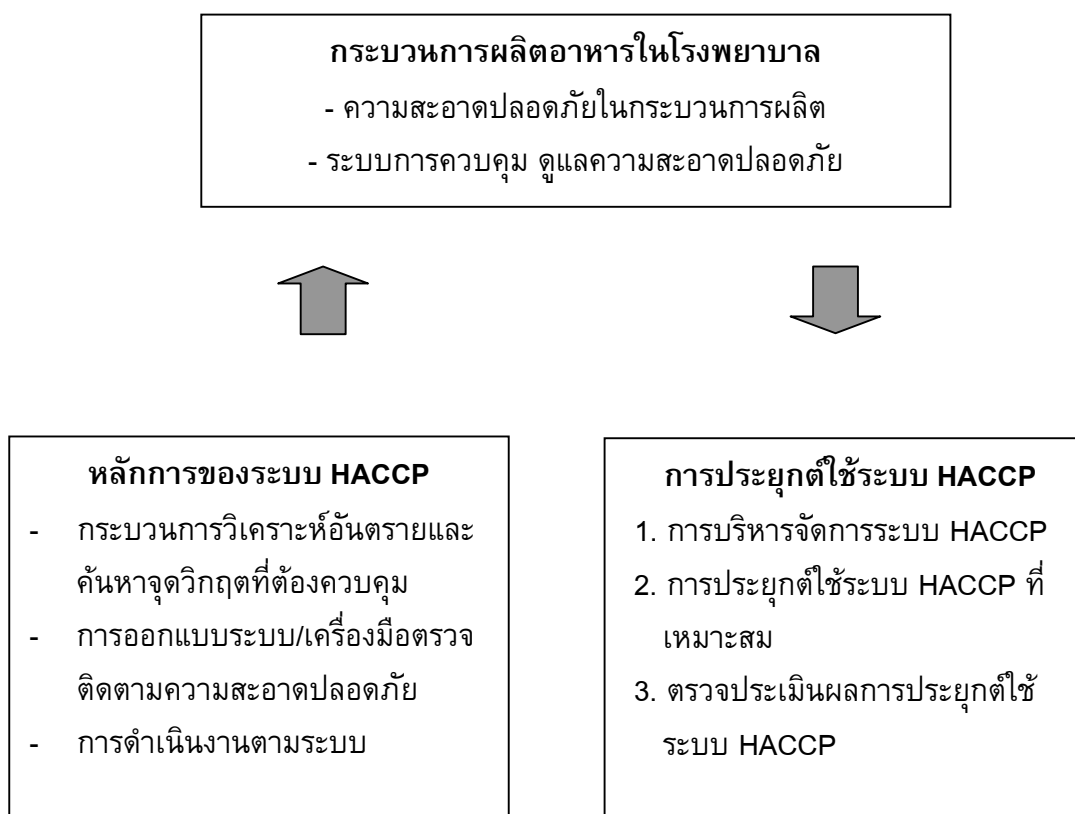 กระบวนการผลิตอาหารในโรงพยาบาล
- ความสะอาดปลอดภัยในกระบวนการผลิต
- ระบบการควบคุม ดูแลความสะอาดปลอดภัย
หลักการของระบบ HACCP
- กระบวนการวิเคราะห์อันตรายและ
ค้นหาจุดวิกฤตที่ต้องควบคุม
- การออกแบบระบบ/เครื่องมือตรวจ
ติดตามความสะอาดปลอดภัย
- การดำเนินงานตามระบบ
การประยุกต์ใช้ระบบ HACCP
1. การบริหารจัดการระบบ HACCP
2. การประยุกต์ใช้ระบบ HACCP ที่
เหมาะสม
3. ตรวจประเมินผลการประยุกต์ใช้
ระบบ HACCP